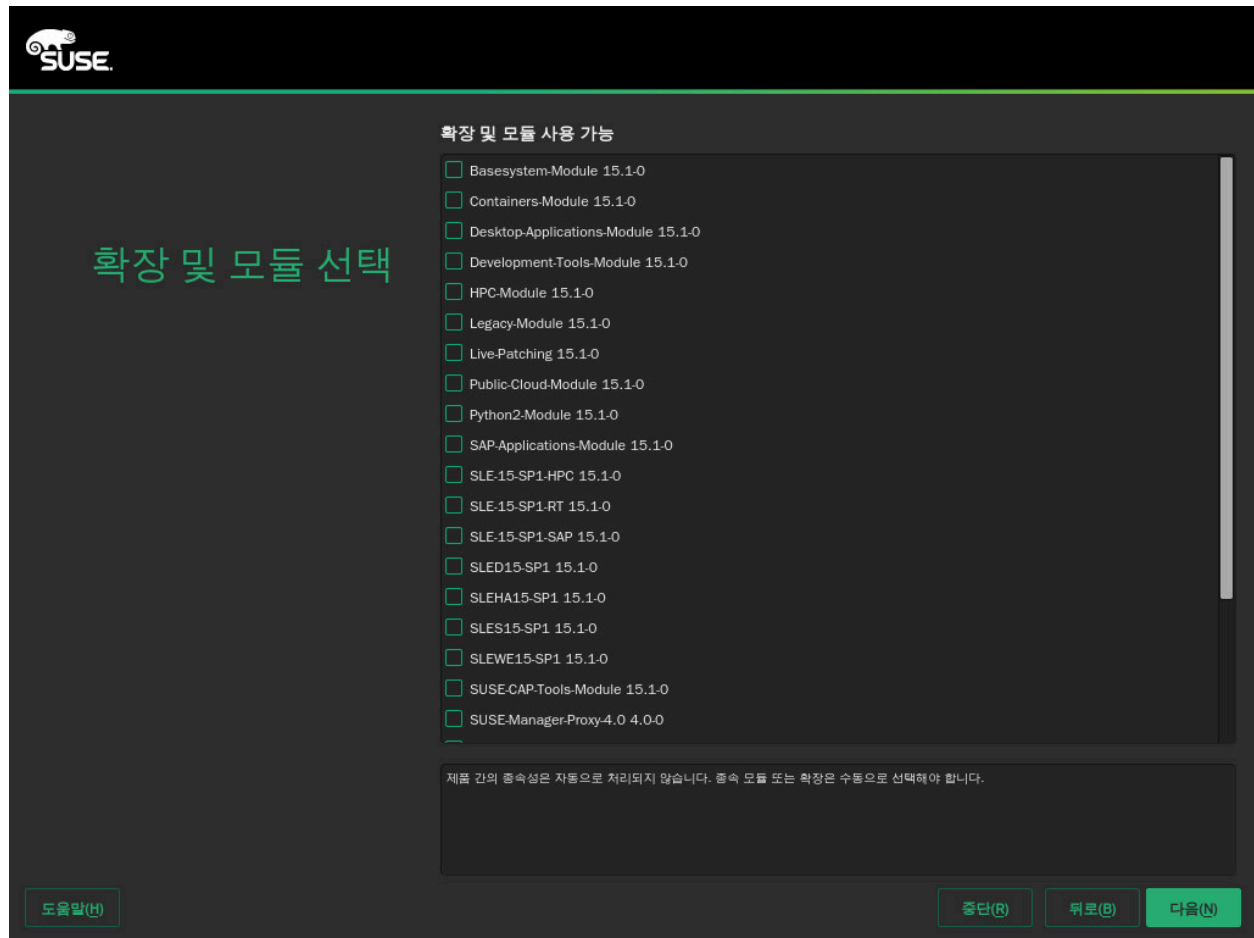 SUSE.
확장 및 모듈 선택
확장 및 모듈 사용 가능
Basesystem-Module 15.1-0
Containers-Module 15.1-0
Desktop-Applications-Module 15.1-0
Development-Tools-Module 15.1-0
HPC-Module 15.1-0
Legacy-Module 15.1-0
Live-Patching 15.1-0
Public-Cloud-Module 15.1-0
Python2-Module 15.1-0
SAP-Applications-Module 15.1-0
SLE-15-SP1-HPC 15.1-0
SLE-15-SP1-RT 15.1-0
SLE-15-SP1-SAP 15.1-0
SLED15-SP1 15.1-0
SLEHA15-SP1 15.1-0
SLES15-SP1 15.1-0
SLEWE15-SP1 15.1-0
SUSE-CAP-Tools-Module 15.1-0
SUSE-Manager-Proxy-4.0 4.0-0
제품 간의 종속성은 자동으로 처리되지 않습니다. 종속 모듈 또는 확장은 수동으로 선택해야 합니다.
도움말(H) 중단(R) 뒤로(B) 다음(N)